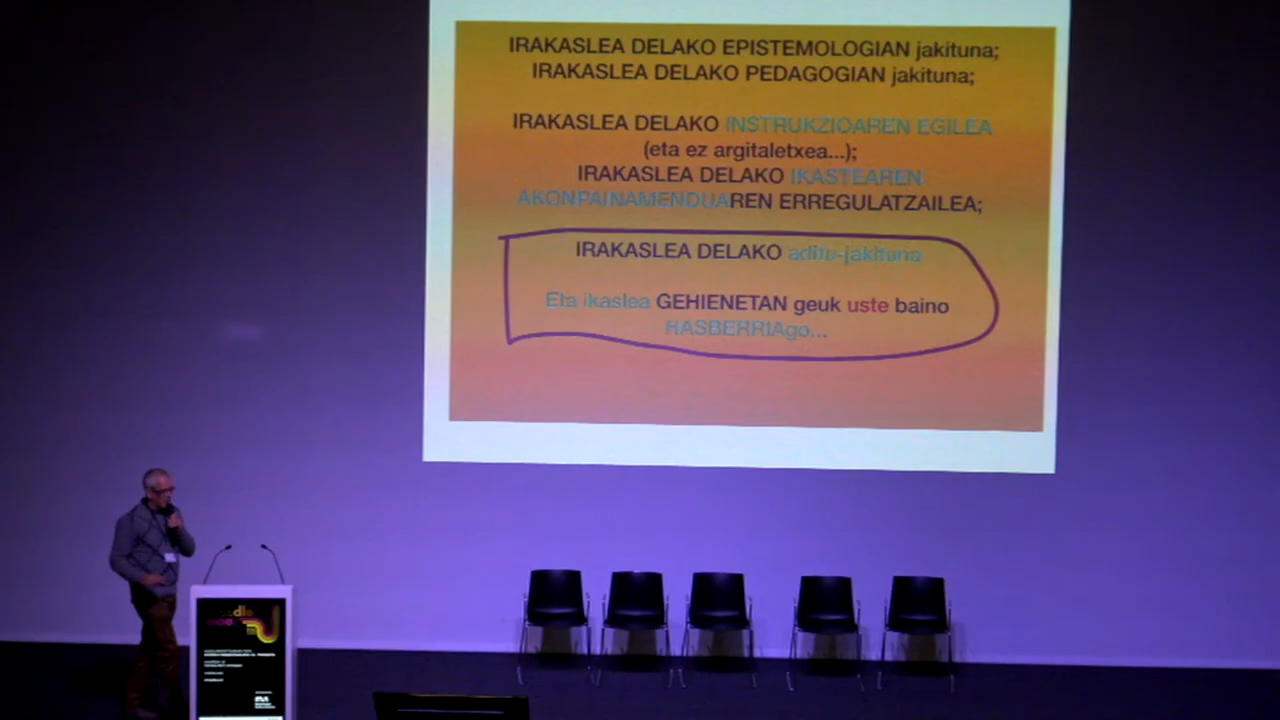 IRAKASLEA DELAKO EPISTEMOLOGIAN jakituna;
IRAKASLEA DELAKO PEDAGOGIAN jakituna;
IRAKASLEA DELAKO INSTRUKZIOAREN EGILEA
(eta ez argitaletxea...);
IRAKASLEA DELAKO IKASTEAREN
AKONPAINAMENDUAREN ERREGULATZAILEA;
IRAKASLEA DELAKO aditu-jakituna
Eta ikaslea GEHIENETAN geuk uste baino
HASBERRIAgo...